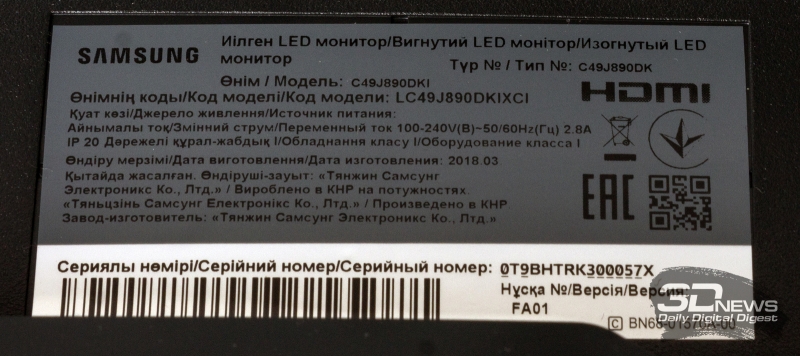 SAMSUNG
Иілген LED монитор/Вигнутий LED монітор/Изогнутый LED
монитор
Түр № / Тип №: C49J890DK
Өнім / Модель: C49J890DKI
Өнімнің коды/Код моделі/Код модели: LC49J890DKIXCI
HDMI
Қуат көзі/Джерело живлення/Источник питания:
Айнымалы ток/Змінний струм/Переменный ток 100-240V(В)~50/60Hz(Гц) 2.8A
IP 20 Дәрежелі құрал-жабдық I/Обладнання класу I/Оборудование класса I
Өндіру мерзімі/Дата виготовлення/Дата изготовления: 2018.03
Қытайда жасалған. Өндіруші-зауыт: «Тянжин Самсунг
Электроникс Ко., Лтд.» / Вироблено в КНР на потужностях
«Тяньцзінь Самсунг Електронікс Ко., Лтд.» / Произведено в КНР
Завод-изготовитель: «Тянжин Самсунг Электроникс Ко., Лтд.»
EAC
Сериялы нөмірі/Серійний номер/Серийный номер: 0T9BHTRK300057X
Нұсқа №/Версія/Версия:
FA01
3DNEWS
Daily Digital Digest